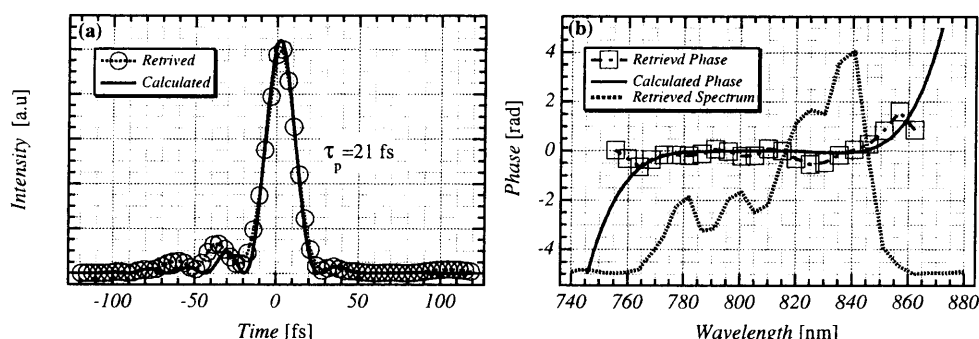 (a)
Retrived
Calculated
τp=21 fs
Intensity [a.u]
-100 -50 0 50 100
Time [fs]
(b)
Retrievd Phase
Calculated Phase
Retrieved Spectrum
Phase [rad]
4
2
0
-2
-4
740 760 780 800 820 840 860 880
Wavelength [nm]